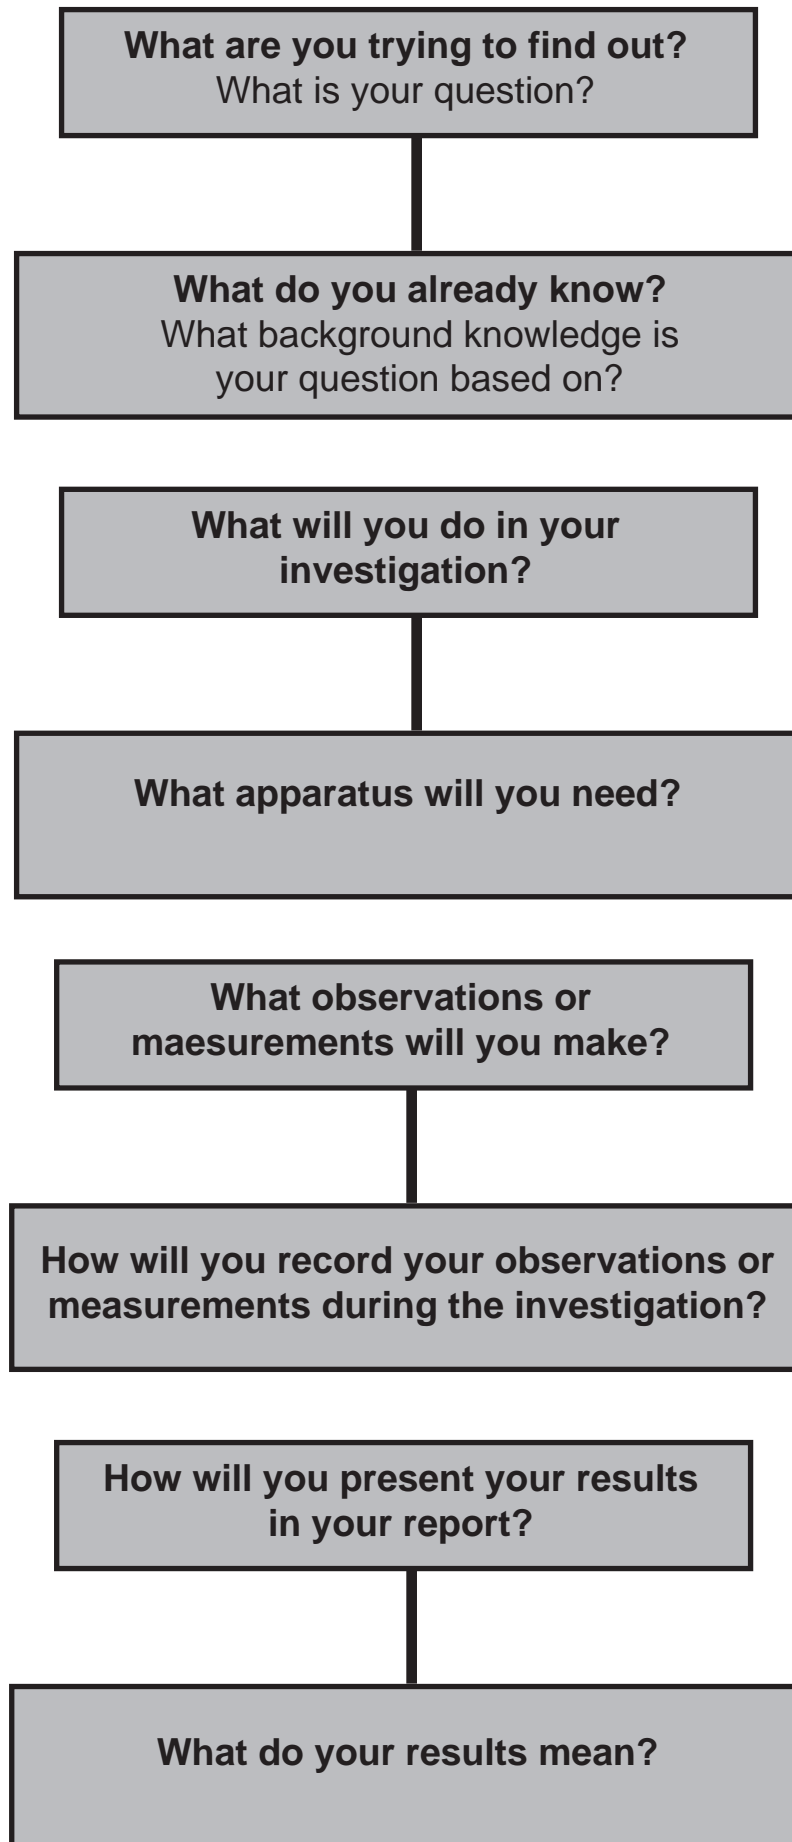 What are you trying to find out?
What is your question?
What do you already know?
What background knowledge is
your question based on?
What will you do in your
investigation?
What apparatus will you need?
What observations or
maesurements will you make?
How will you record your observations or
measurements during the investigation?
How will you present your results
in your report?
What do your results mean?